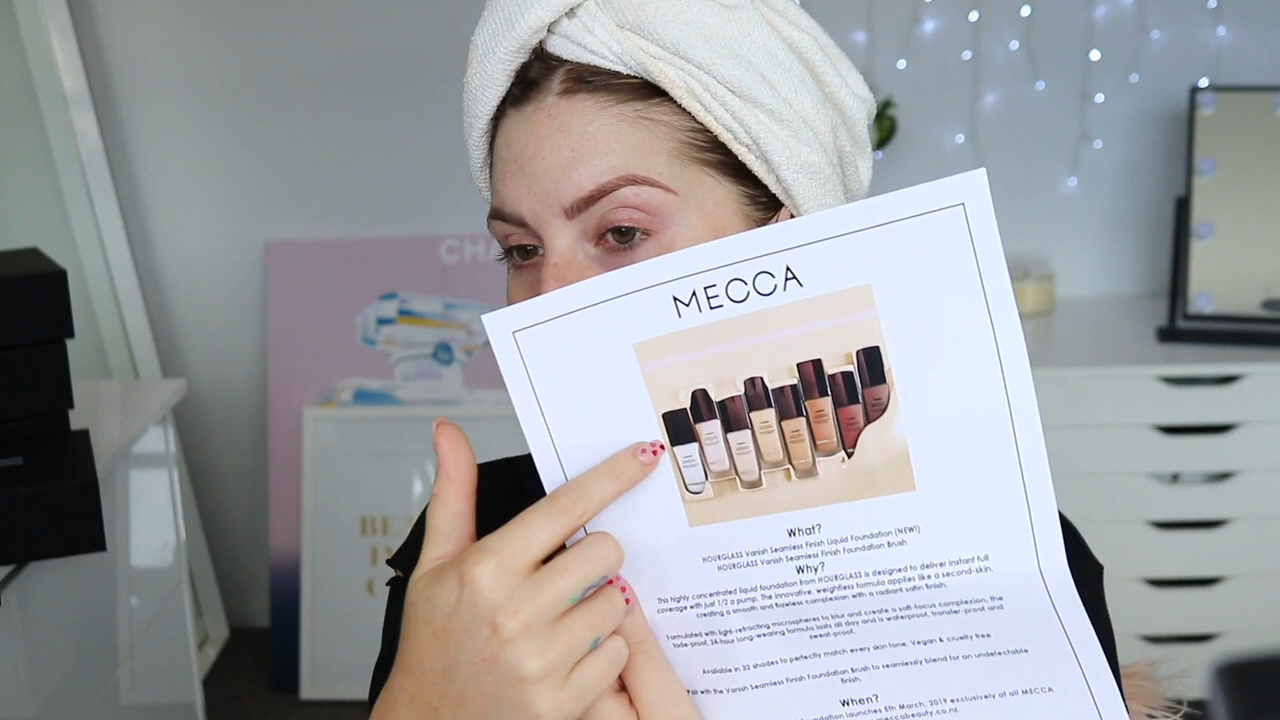 CHA
MECCA
What?
HOURGLASS Vanish Seamless Finish Liquid Foundation (NEW!)
HOURGLASS Vanish Seamless Finish Foundation Brush
Why?
This highly concentrated liquid foundation from HOURGLASS is designed to deliver instant full
coverage with just 1/2 a pump. The innovative, weightless formula applies like a second-skin,
creating a smooth and flawless complexion with a radiant satin finish.
Formulated with light-refracting microspheres to blur and create a soft-focus complexion, the
fade-proof, 24-hour long-wearing formula lasts all day and is waterproof, transfer-proof and
sweat-proof.
Available in 32 shades to perfectly match every skin tone. Vegan & cruelty free
Pair with the Vanish Seamless Finish Foundation Brush to seamlessly blend for an undetectable
finish.
When?
oundation launches 5th March, 2019 exclusively at all MECCA
meccabeauty.co.nz.